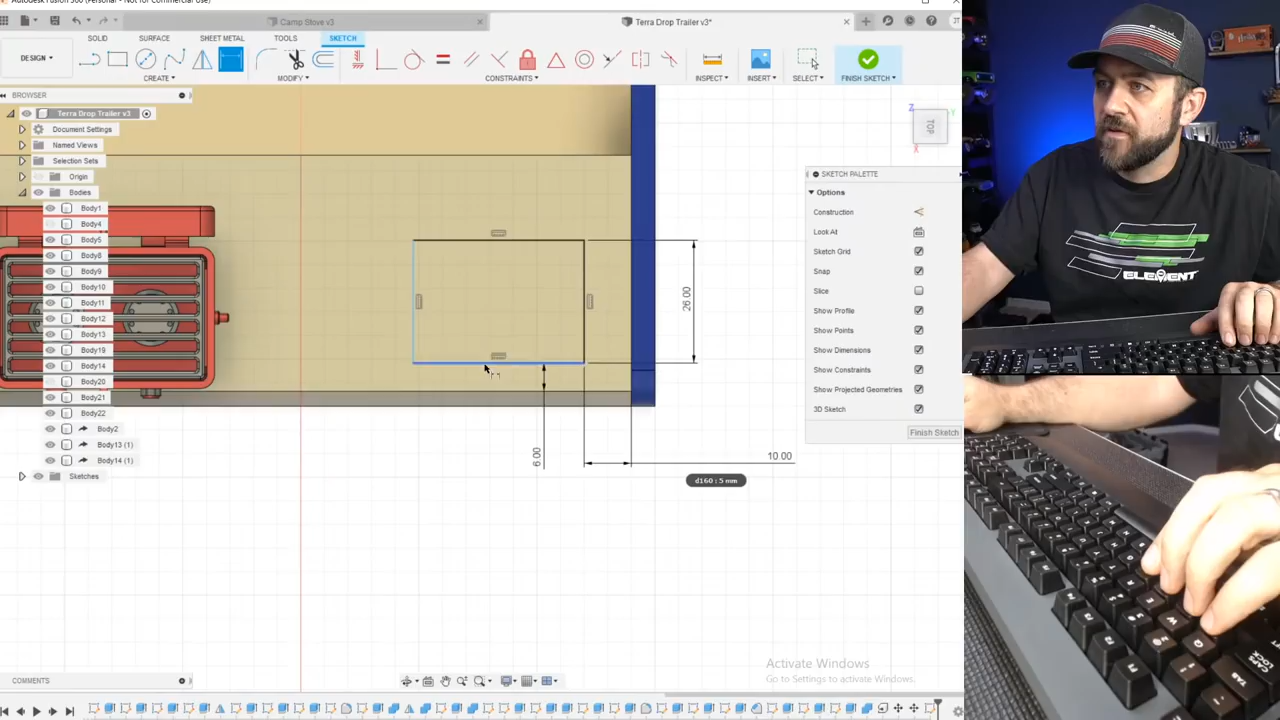 Autodesk Fusion 360 (Personal - Not for Commercial Use)
Camp Stove v3
Terra Drop Trailer v3*
DESIGN
SOLID SURFACE SHEET METAL TOOLS SKETCH
CREATE MODIFY CONSTRAINTS INSPECT INSERT SELECT FINISH SKETCH
BROWSER
Terra Drop Trailer v3
Document Settings
Named Views
Selection Sets
Origin
Bodies
Body1
Body4
Body5
Body8
Body9
Body10
Body11
Body12
Body13
Body19
Body14
Body20
Body21
Body22
Body2
Body13 (1)
Body14 (1)
Sketches
26.00
6.00
10.00
d160 : 5 mm
TOP
Z
Y
X
SKETCH PALETTE
Options
Construction
Look At
Sketch Grid
Snap
Slice
Show Profile
Show Points
Show Dimensions
Show Constraints
Show Projected Geometries
3D Sketch
Finish Sketch
Activate Windows
Go to Settings to activate Windows.
COMMENTS
ELEMENT